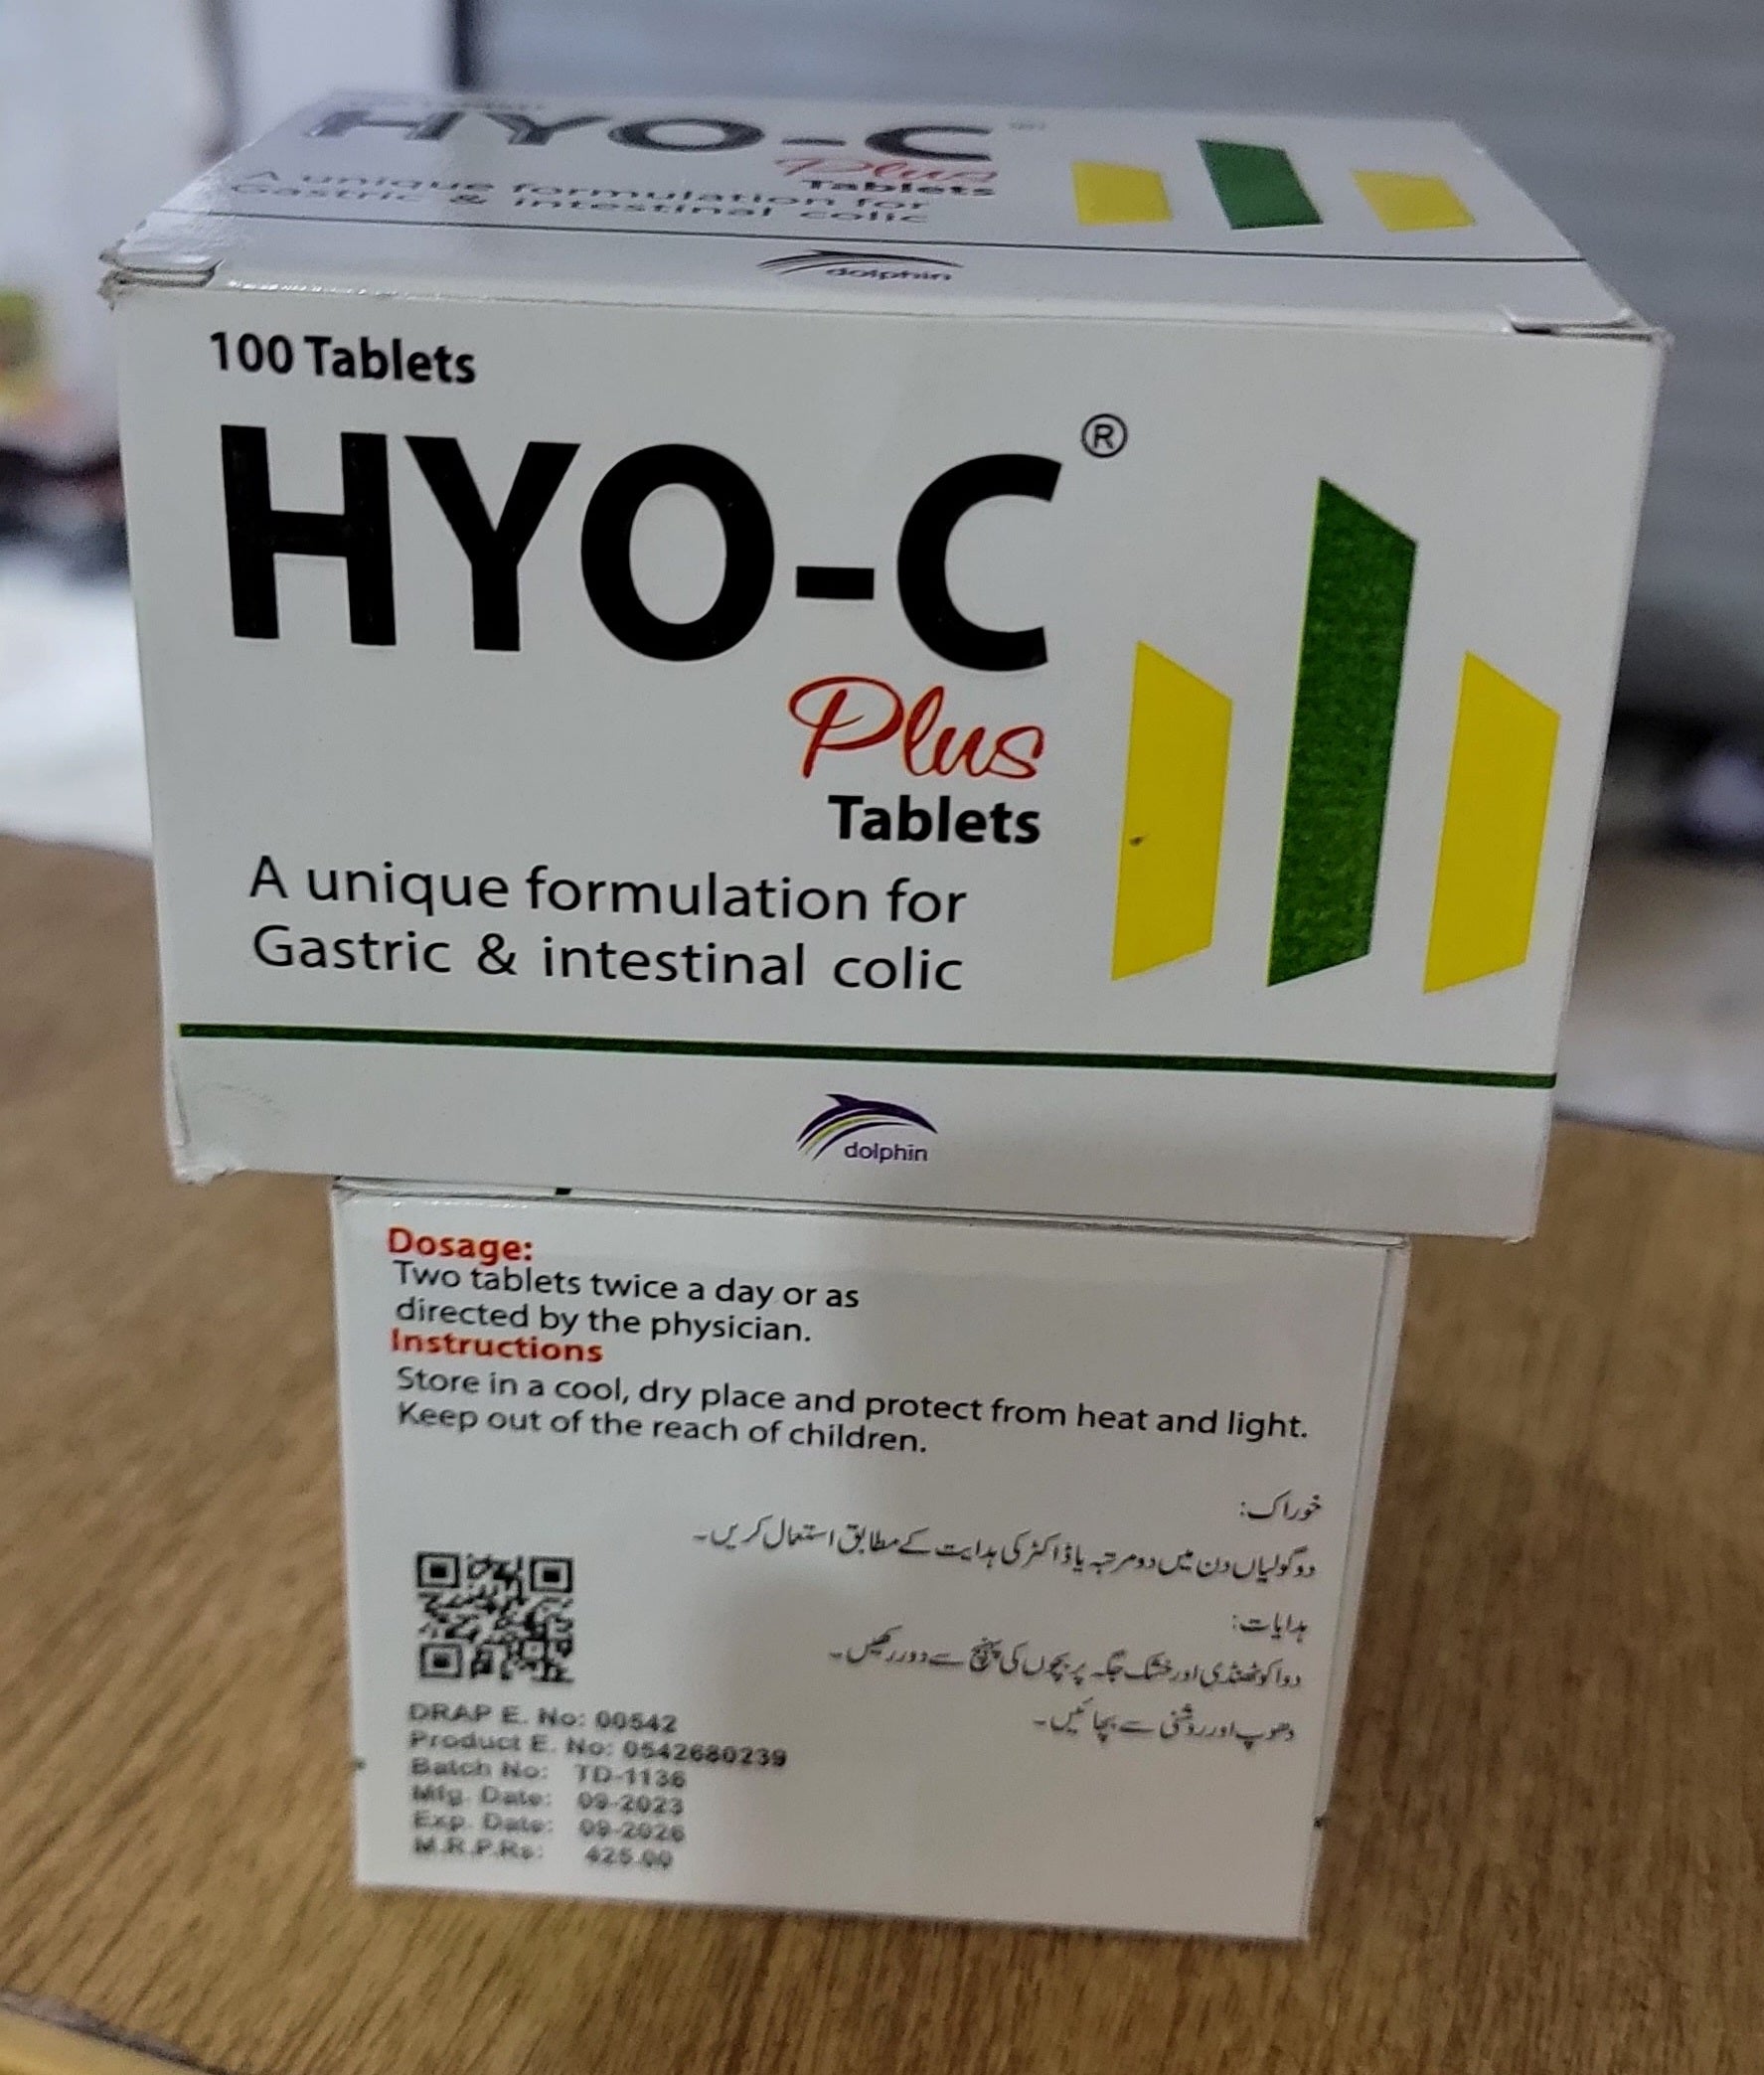 HYO-C
Plus
Tablets
A unique formulation for
Gastric & intestinal colic
dolphin
100 Tablets
HYO-C®
Plus
Tablets
A unique formulation for
Gastric & intestinal colic
dolphin
Dosage:
Two tablets twice a day or as
directed by the physician.
Instructions
Store in a cool, dry place and protect from heat and light.
Keep out of the reach of children.
خوراک:
دو گولیاں دن میں دو مرتبہ یا ڈاکٹر کی ہدایت کے مطابق استعمال کریں۔
ہدایات:
دوا کو ٹھنڈی اور خشک جگہ پر بچوں کی پہنچ سے دور رکھیں۔
دھوپ اور روشنی سے بچائیں۔
DRAP E. No: 00542
Product E. No: 0542680239
Batch No: TD-1136
Mfg. Date: 09-2023
Exp. Date: 09-2026
M.R.P.Rs: 425.00